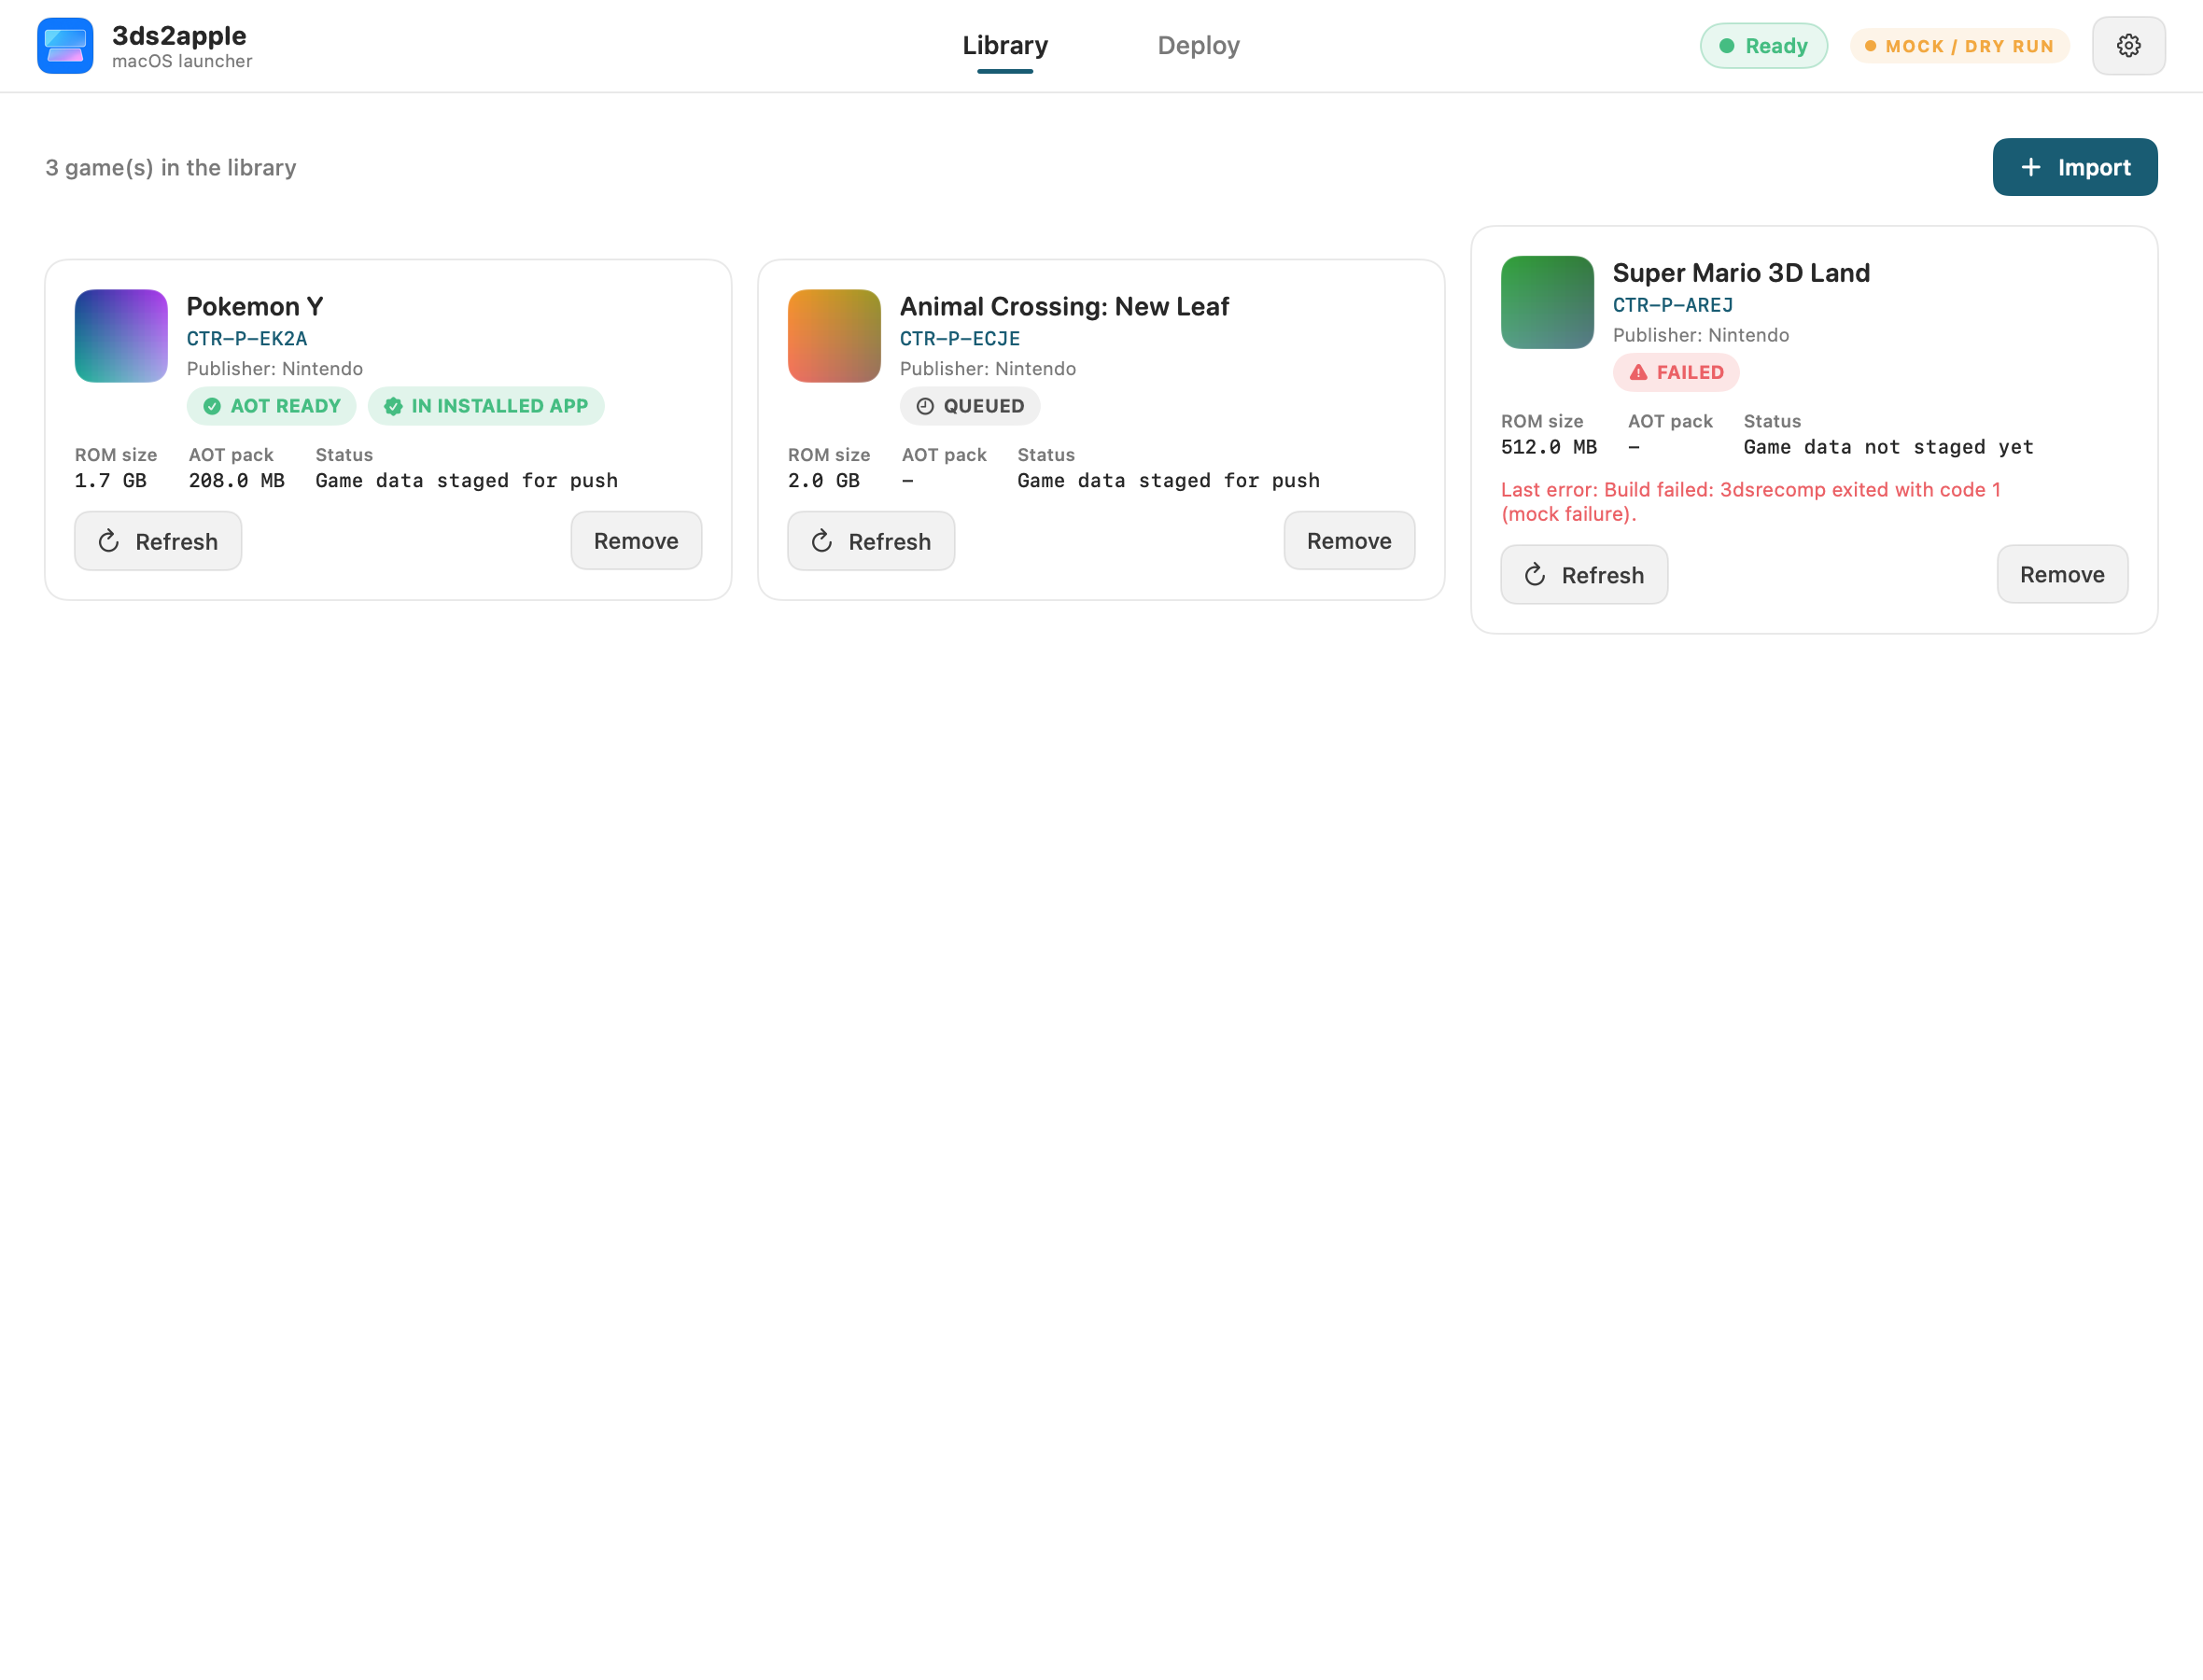 3ds2apple
macOS launcher
Library
Deploy
Ready
MOCK / DRY RUN
3 game(s) in the library
Import
Pokemon Y
CTR-P-EK2A
Publisher: Nintendo
AOT READY
IN INSTALLED APP
ROM size
AOT pack
Status
1.7 GB
208.0 MB
Game data staged for push
Refresh
Remove
Animal Crossing: New Leaf
CTR-P-ECJE
Publisher: Nintendo
QUEUED
ROM size
AOT pack
Status
2.0 GB
—
Game data staged for push
Refresh
Remove
Super Mario 3D Land
CTR-P-AREJ
Publisher: Nintendo
FAILED
ROM size
AOT pack
Status
512.0 MB
—
Game data not staged yet
Last error: Build failed: 3dsrecomp exited with code 1
(mock failure).
Refresh
Remove